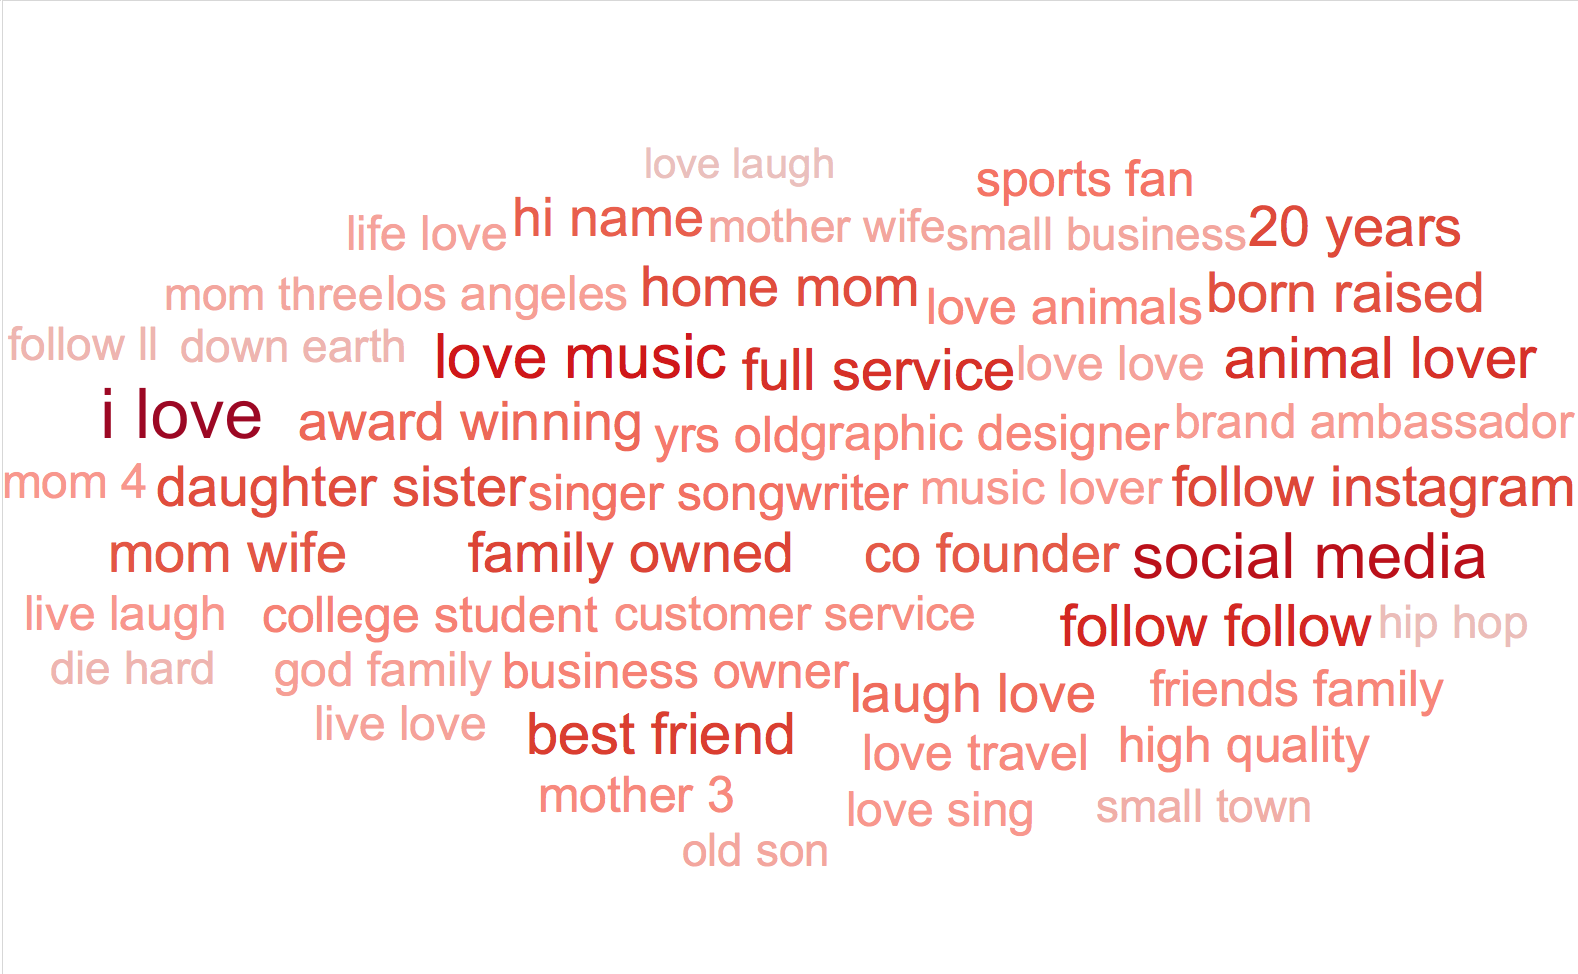 love laugh
sports fan
life love hi name mother wife small business 20 years
mom three los angeles home mom love animals born raised
follow ll down earth love music full service love love animal lover
i love award winning yrs old graphic designer brand ambassador
mom 4 daughter sister singer songwriter music lover follow instagram
mom wife family owned co founder social media
live laugh college student customer service follow follow hip hop
die hard god family business owner laugh love friends family
live love best friend love travel high quality
mother 3 love sing small town
old son